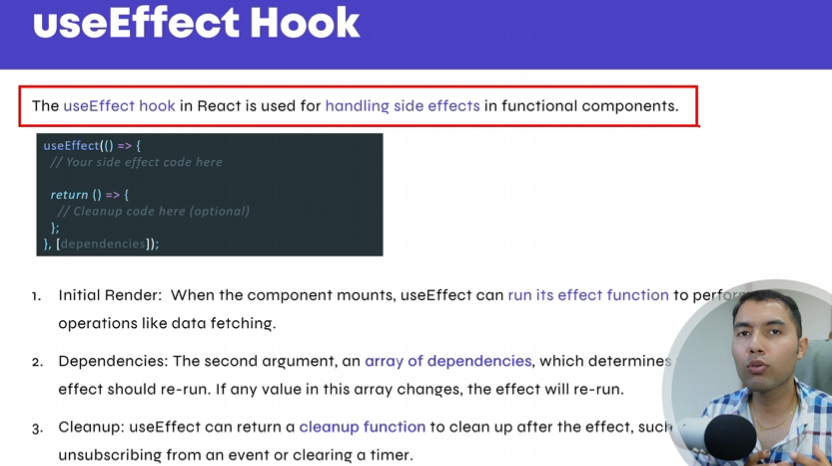 useEffect Hook
The useEffect hook in React is used for handling side effects in functional components.
useEffect(() => {
// Your side effect code here
return () => {
// Cleanup code here (optional)
};
}, [dependencies]);
1. Initial Render: When the component mounts, useEffect can run its effect function to perform
operations like data fetching.
2. Dependencies: The second argument, an array of dependencies, which determines
effect should re-run. If any value in this array changes, the effect will re-run.
3. Cleanup: useEffect can return a cleanup function to clean up after the effect, such
unsubscribing from an event or clearing a timer.